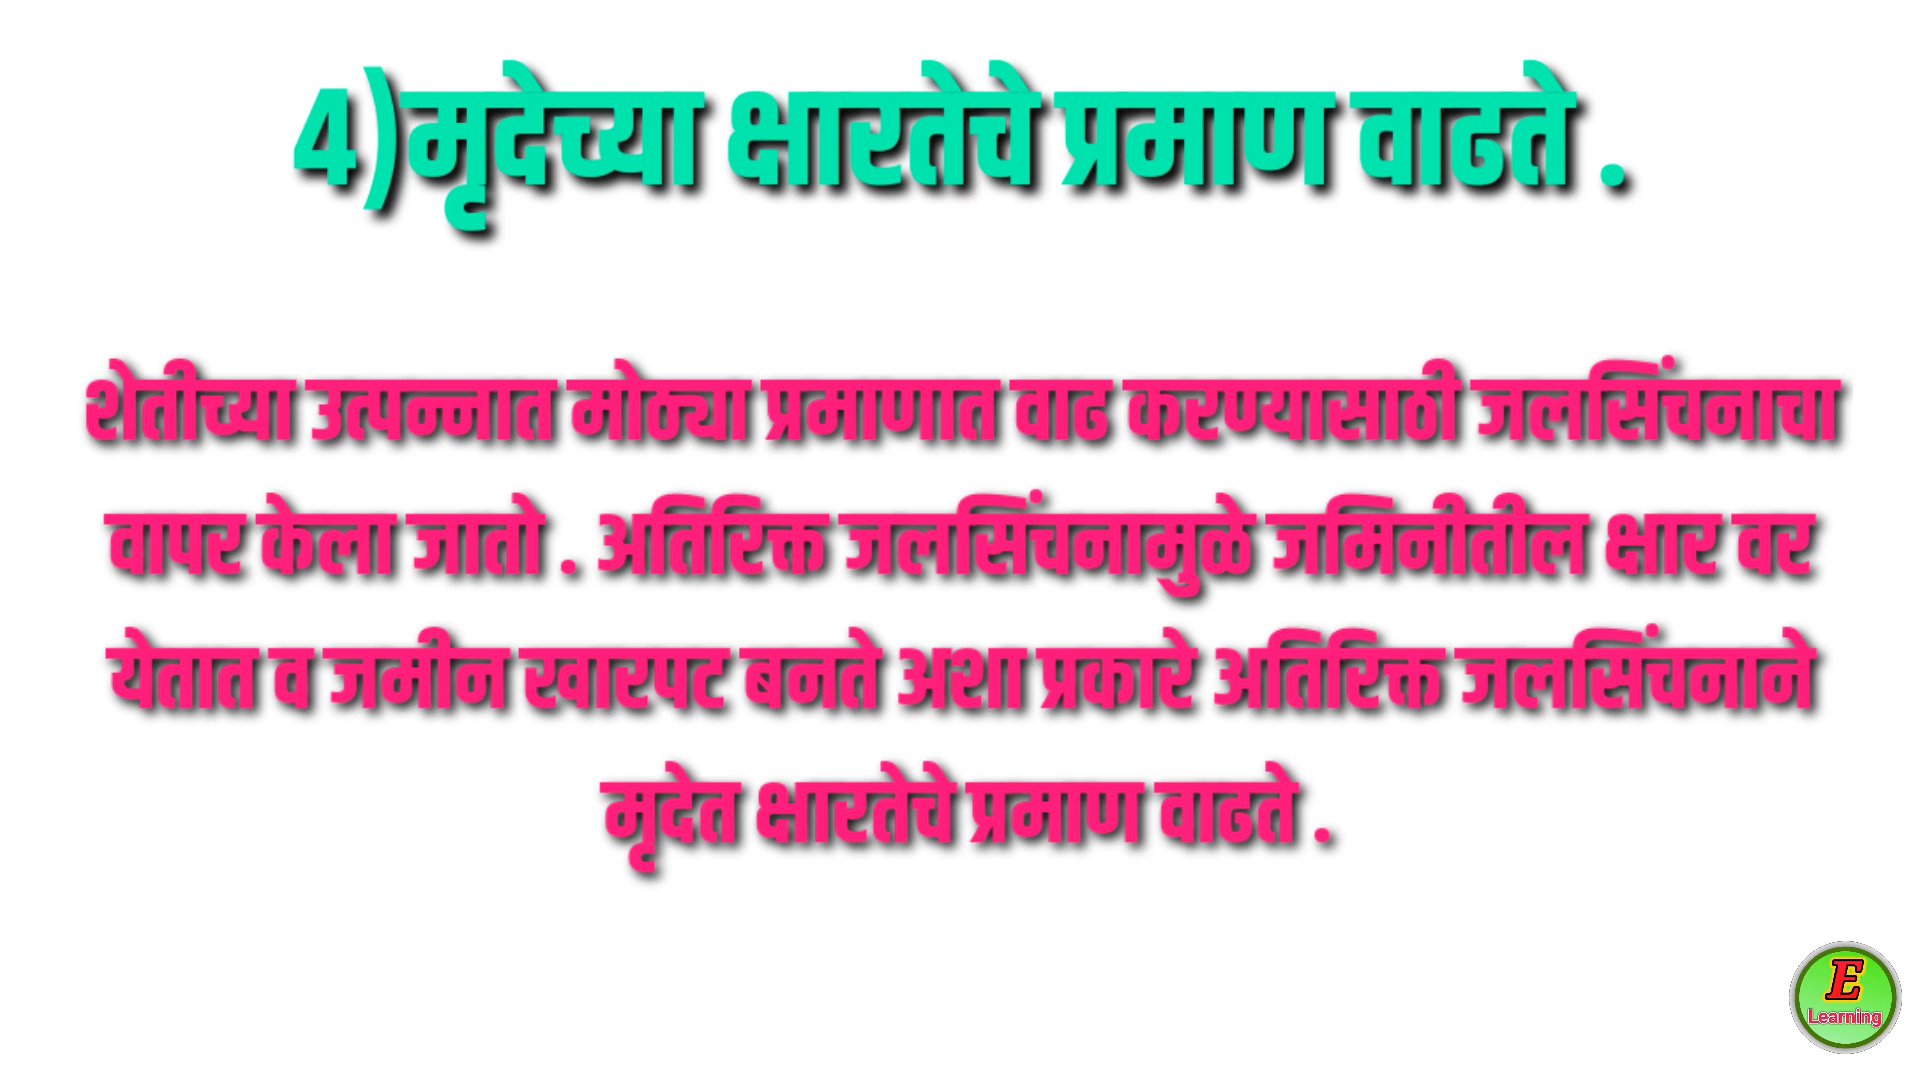 4)मृदेच्या क्षारतेचे प्रमाण वाढते .
शेतीच्या उत्पन्नात मोठ्या प्रमाणात वाढ करण्यासाठी जलसिंचनाचा
वापर केला जातो . अतिरिक्त जलसिंचनामुळे जमिनीतील क्षार वर
येतात व जमीन खारपट बनते अशा प्रकारे अतिरिक्त जलसिंचनाने
मृदेत क्षारतेचे प्रमाण वाढते .
E
Learning